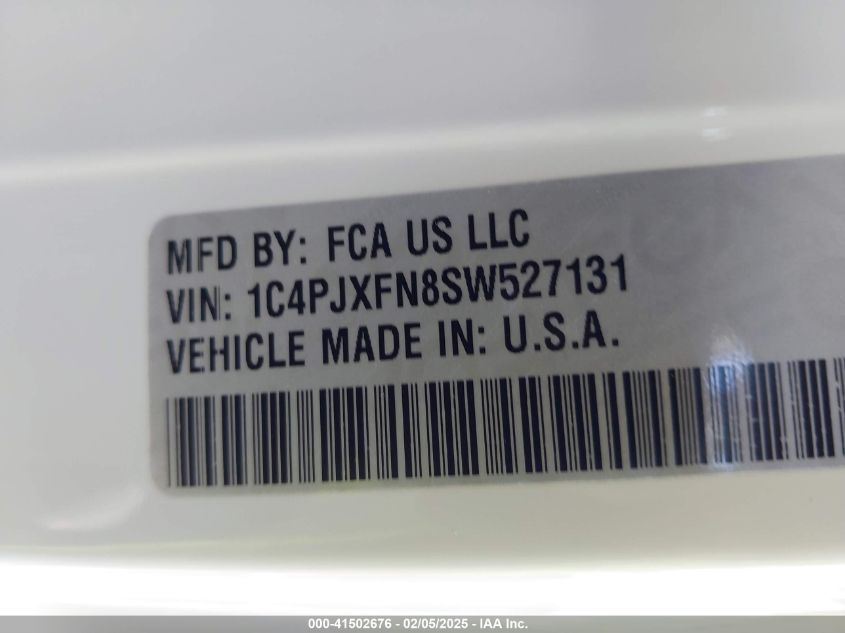 MFD BY: FCA US LLC
VIN: 1C4PJXFN8SW527131
VEHICLE MADE IN: U.S.A.
000-41502676 - 02/05/2025 - IAA Inc.